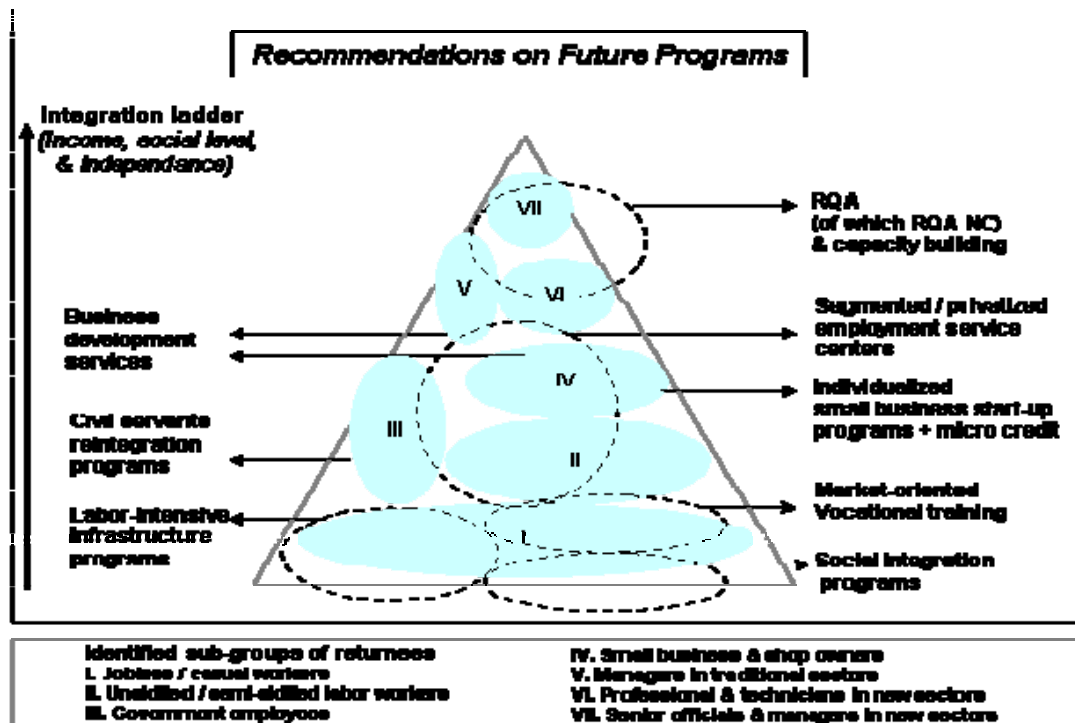 Recommendations on Future Programs
Integration ladder
(Income, social level,
& Independance)
VII
V
VI
IV
III
II
I
Business
development
services
Civil servants
reintegration
programs
Labor-intensive
infrastructure
programs
RQA
(of which RQA NC)
& capacity building
Segmented / privatized
employment service
centers
Individualized
small business start-up
programs + micro credit
Market-oriented
Vocational training
Social integration
programs
Identified sub-groups of returnees
I. Jobless / casual workers
II. Unskilled / semi-skilled labor workers
III. Government employees
IV. Small business & shop owners
V. Managers in traditional sectors
VI. Professional & technicians in new sectors
VII. Senior officials & managers in new sectors